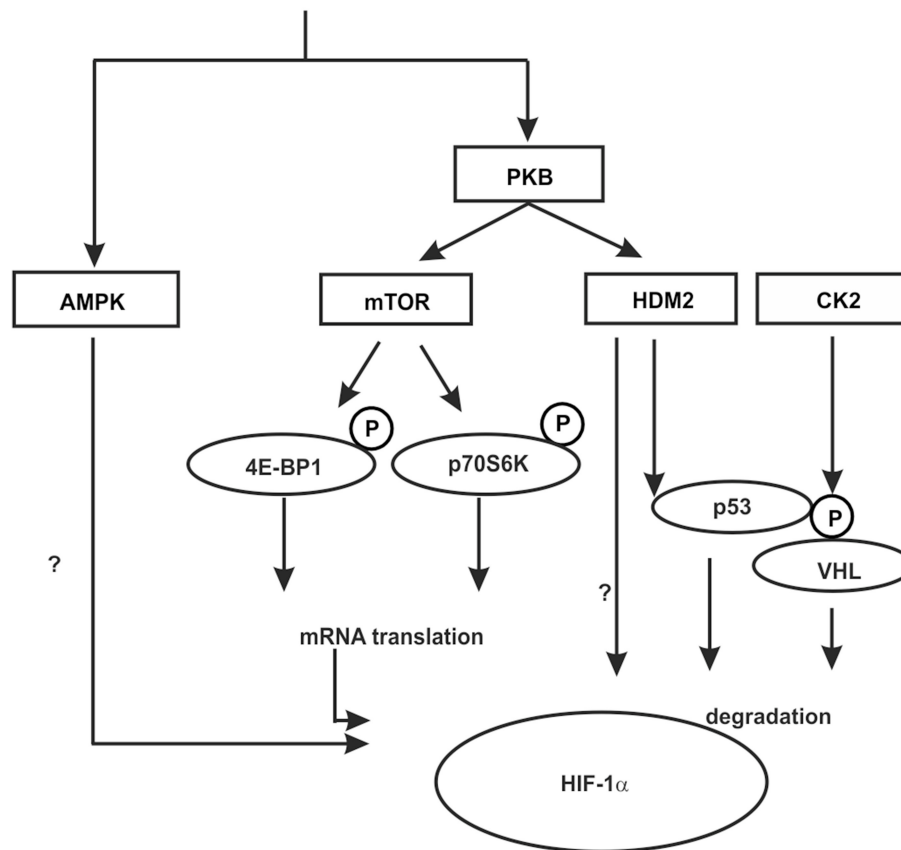 PKB
AMPK
mTOR
HDM2
CK2
P
P
4E-BP1
p70S6K
p53
P
VHL
?
?
mRNA translation
degradation
HIF-1α